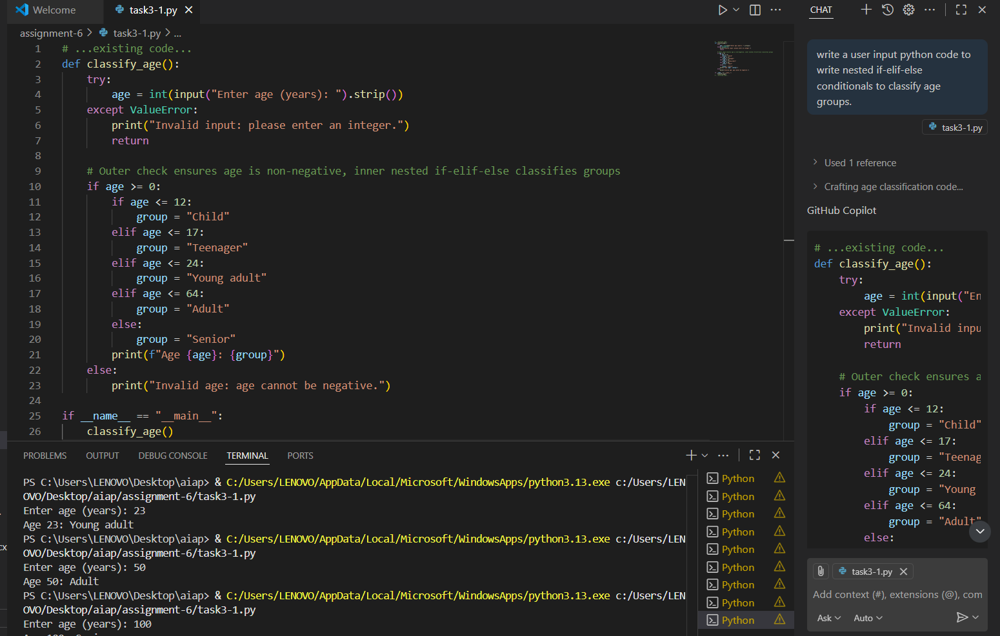 Welcome
task3-1.py
assignment-6 > task3-1.py > ...
1 # ...existing code...
2 def classify_age():
3 try:
4 age = int(input("Enter age (years): ").strip())
5 except ValueError:
6 print("Invalid input: please enter an integer.")
7 return
8
9 # Outer check ensures age is non-negative, inner nested if-elif-else classifies groups
10 if age >= 0:
11 if age <= 12:
12 group = "Child"
13 elif age <= 17:
14 group = "Teenager"
15 elif age <= 24:
16 group = "Young adult"
17 elif age <= 64:
18 group = "Adult"
19 else:
20 group = "Senior"
21 print(f"Age {age}: {group}")
22 else:
23 print("Invalid age: age cannot be negative.")
24
25 if __name__ == "__main__":
26 classify_age()
PROBLEMS OUTPUT DEBUG CONSOLE TERMINAL PORTS
PS C:\Users\LENOVO\Desktop\aiap> & C:/Users/LENOVO/AppData/Local/Microsoft/WindowsApps/python3.13.exe c:/Users/LEN
OVO/Desktop/aiap/assignment-6/task3-1.py
Enter age (years): 23
Age 23: Young adult
PS C:\Users\LENOVO\Desktop\aiap> & C:/Users/LENOVO/AppData/Local/Microsoft/WindowsApps/python3.13.exe c:/Users/LEN
OVO/Desktop/aiap/assignment-6/task3-1.py
Enter age (years): 50
Age 50: Adult
PS C:\Users\LENOVO\Desktop\aiap> & C:/Users/LENOVO/AppData/Local/Microsoft/WindowsApps/python3.13.exe c:/Users/LEN
OVO/Desktop/aiap/assignment-6/task3-1.py
Enter age (years): 100
Python
Python
Python
Python
Python
Python
Python
Python
Python
CHAT
write a user input python code to
write nested if-elif-else
conditionals to classify age
groups.
task3-1.py
Used 1 reference
Crafting age classification code...
GitHub Copilot
# ...existing code...
def classify_age():
try:
age = int(input("En
except ValueError:
print("Invalid inpu
return
# Outer check ensures a
if age >= 0:
if age <= 12:
group = "Child"
elif age <= 17:
group = "Teenag
elif age <= 24:
group = "Young
elif age <= 64:
group = "Adult"
else:
task3-1.py
Add context (#), extensions (@), com
Ask Auto
cx